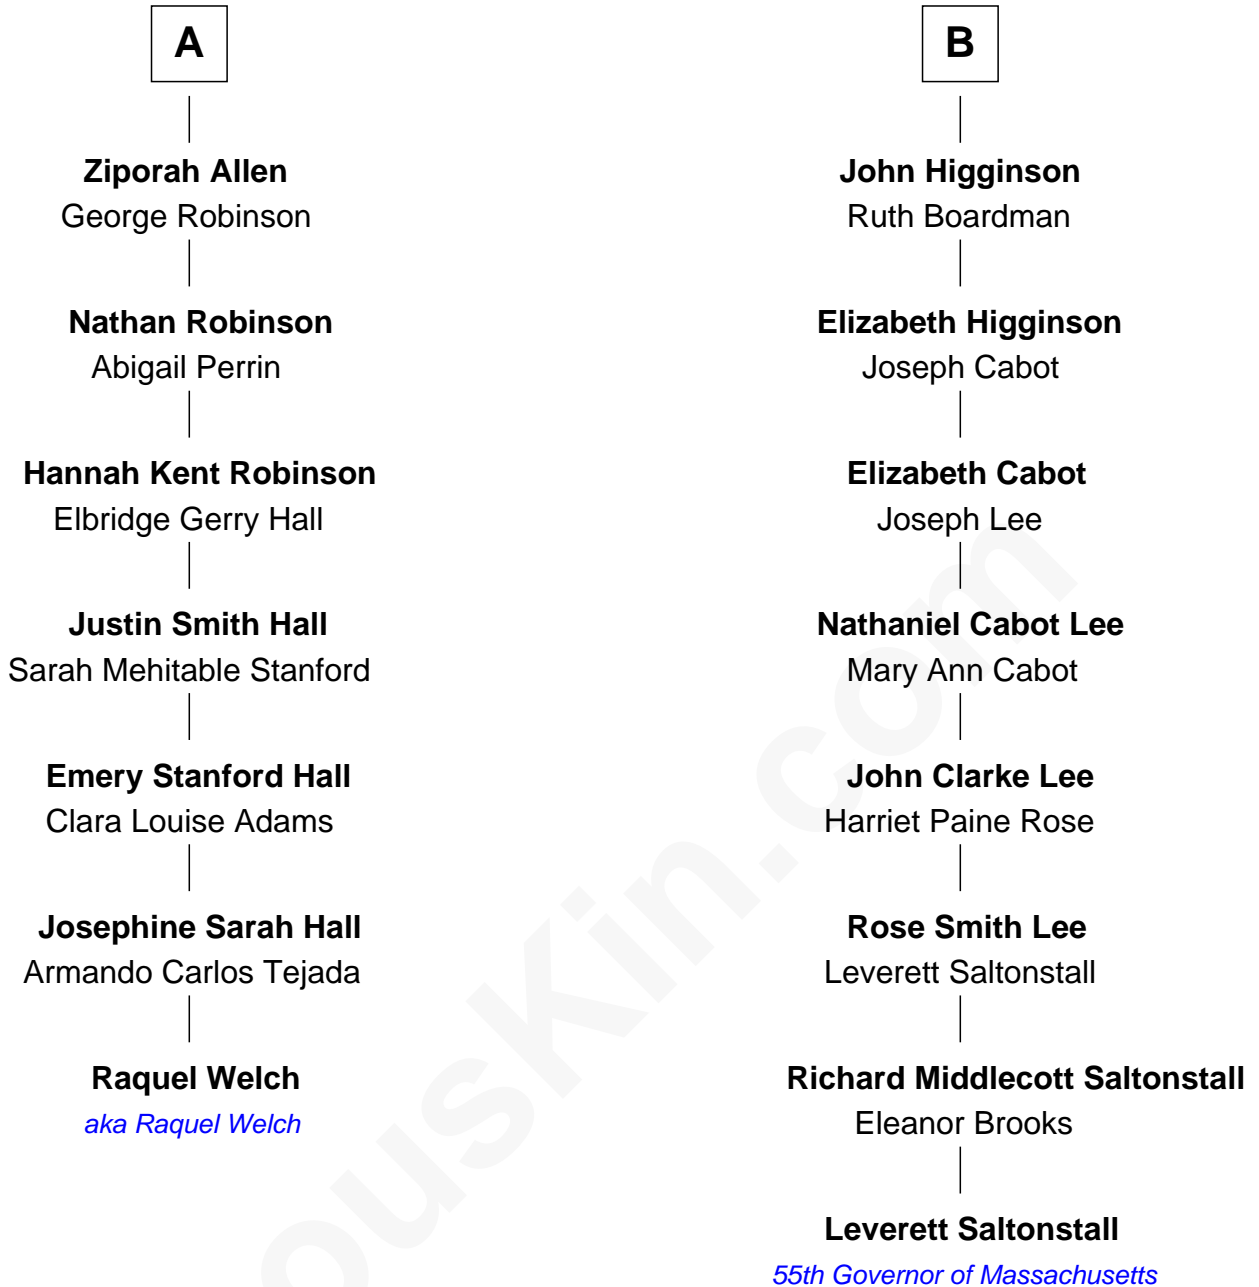 A
Ziporah Allen
George Robinson
Nathan Robinson
Abigail Perrin
Hannah Kent Robinson
Elbridge Gerry Hall
Justin Smith Hall
Sarah Mehitable Stanford
Emery Stanford Hall
Clara Louise Adams
Josephine Sarah Hall
Armando Carlos Tejada
Raquel Welch
aka Raquel Welch
B
John Higginson
Ruth Boardman
Elizabeth Higginson
Joseph Cabot
Elizabeth Cabot
Joseph Lee
Nathaniel Cabot Lee
Mary Ann Cabot
John Clarke Lee
Harriet Paine Rose
Rose Smith Lee
Leverett Saltonstall
Richard Middlecott Saltonstall
Eleanor Brooks
Leverett Saltonstall
55th Governor of Massachusetts
ousKin.com